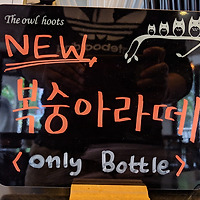 The owl hoots
NEW,
복숭아라떼
<only Bottle>